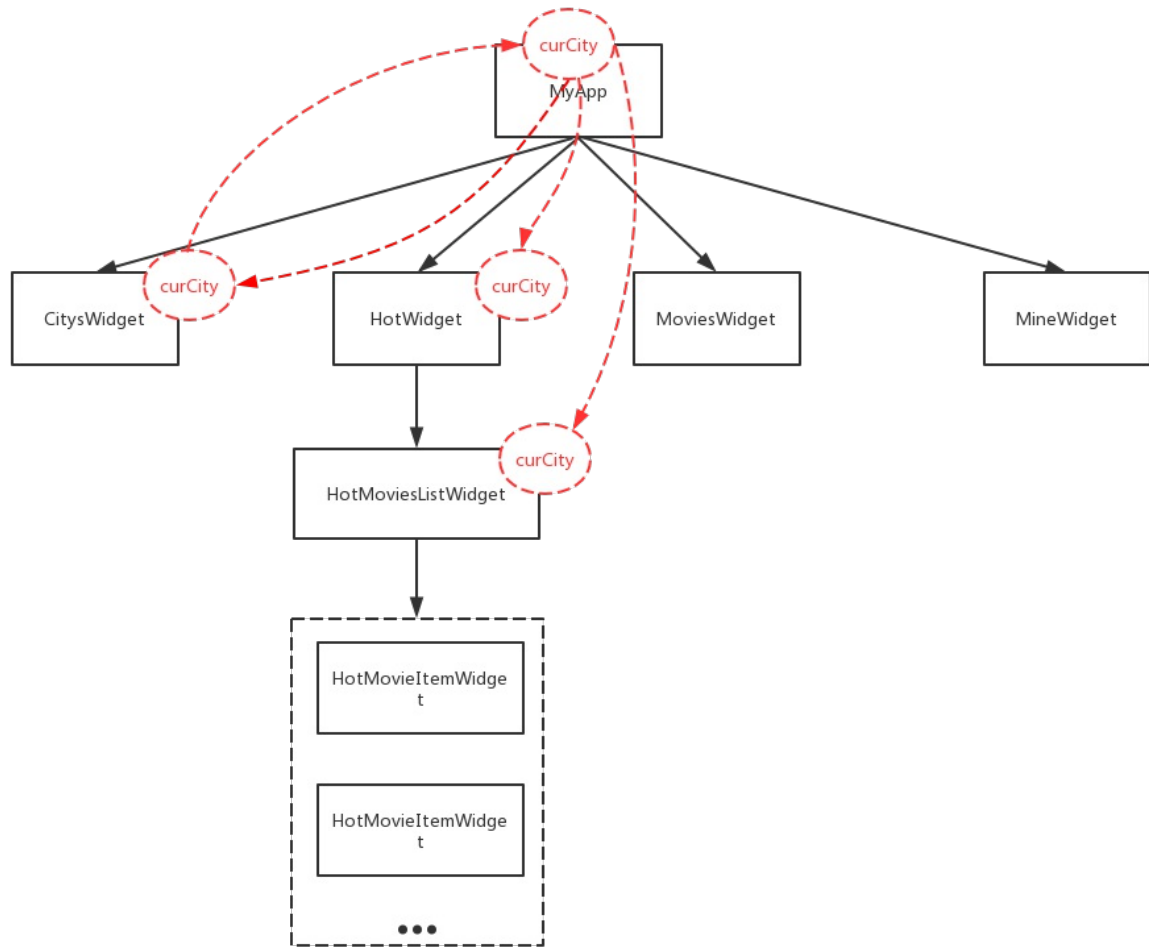 curCity
MyApp
curCity
curCity
CitysWidget
HotWidget
MoviesWidget
MineWidget
curCity
HotMoviesListWidget
HotMovieItemWidge
t
HotMovieItemWidge
t